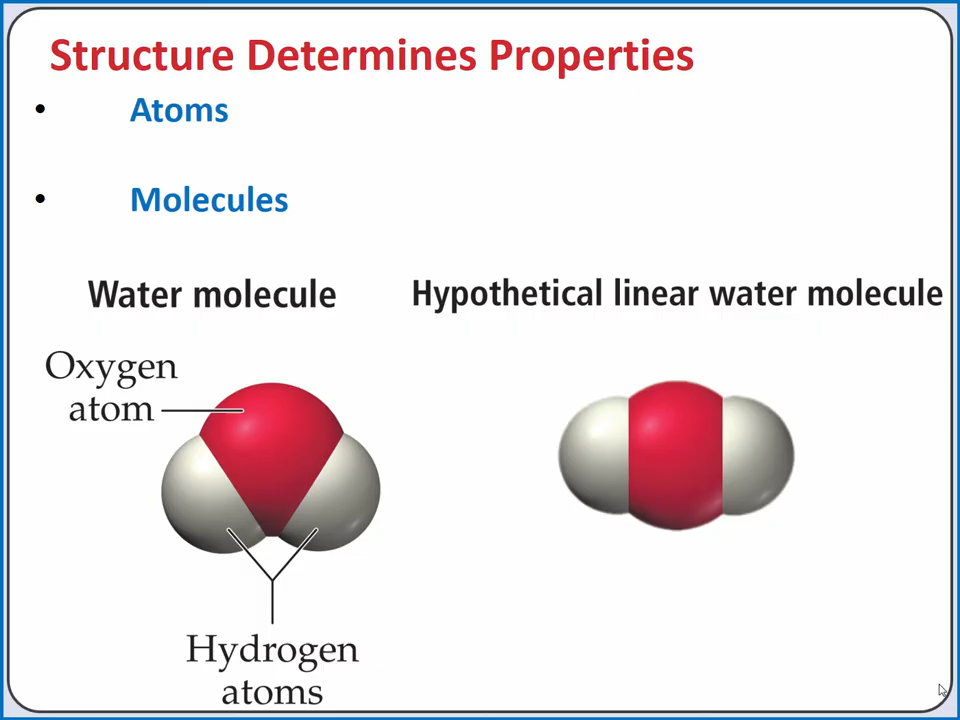 Structure Determines Properties
• Atoms
• Molecules
Water molecule
Hypothetical linear water molecule
Oxygen
atom
Hydrogen
atoms